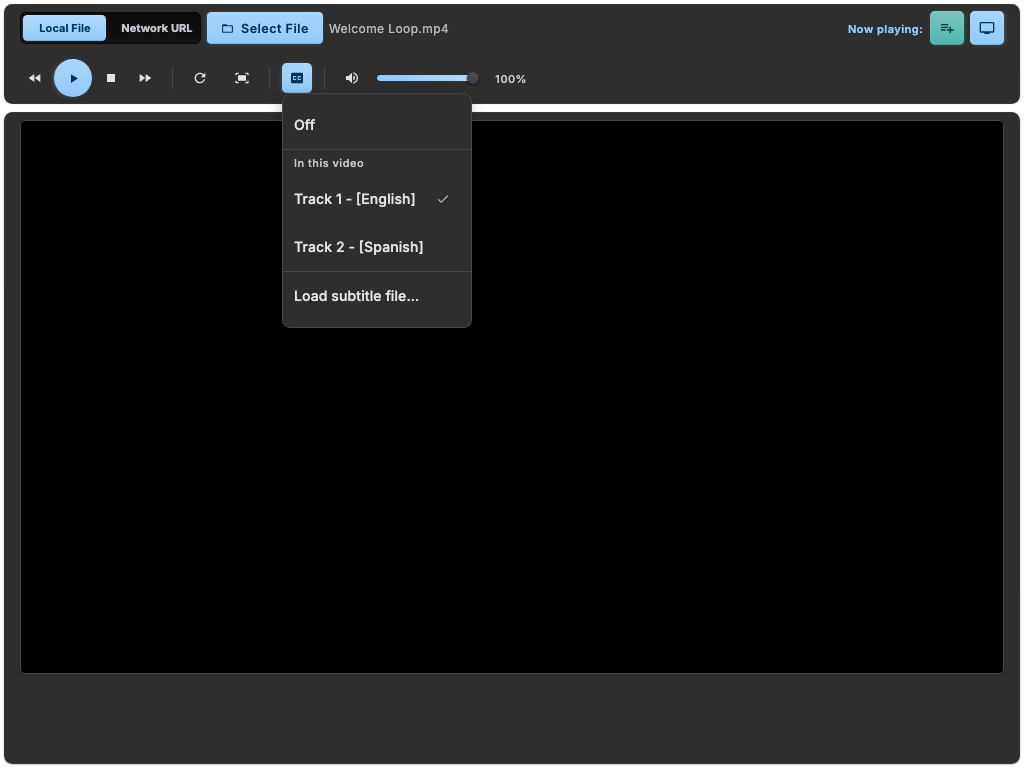 Local File
Network URL
Select File
Welcome Loop.mp4
Now playing:
CC
100%
Off
In this video
Track 1 - [English]
Track 2 - [Spanish]
Load subtitle file...